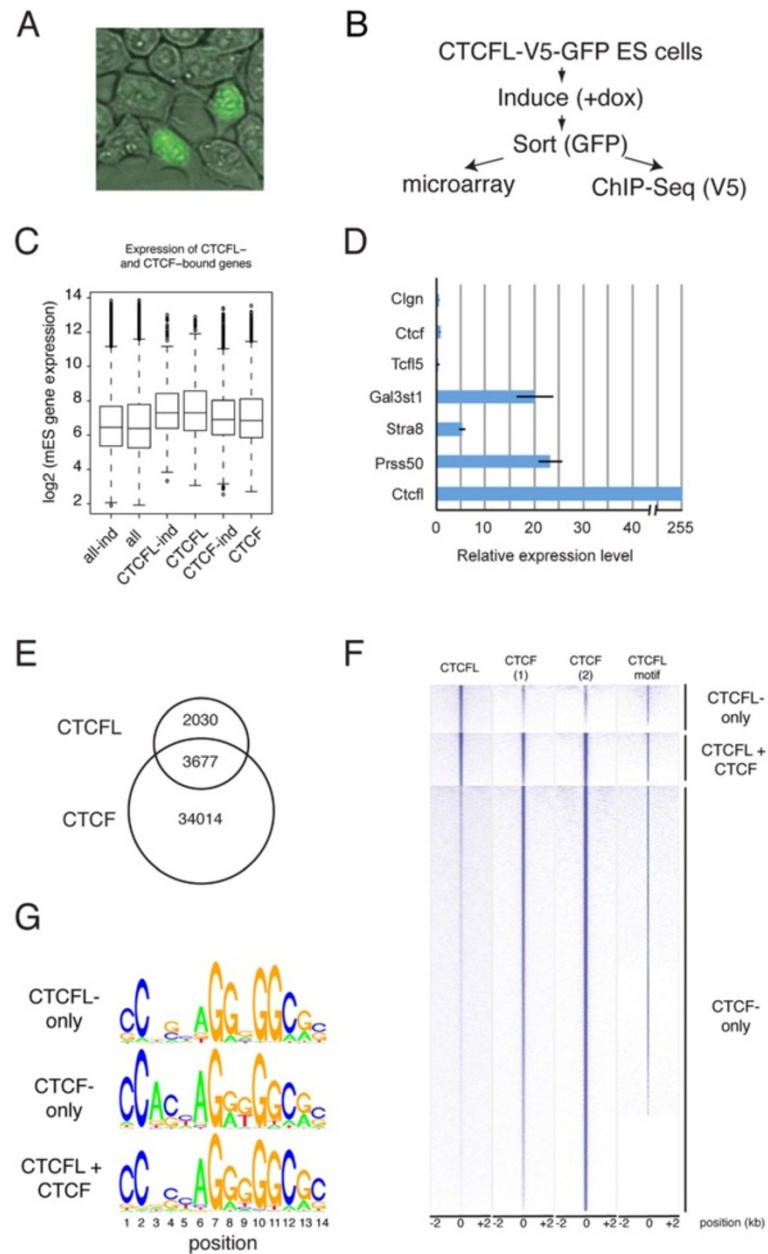 A
B
CTCFL-V5-GFP ES cells
Induce (+dox)
Sort (GFP)
microarray
ChIP-Seq (V5)
C
Expression of CTCFL–
and CTCF–bound genes
log2 (mES gene expression)
14
12
10
8
6
4
2
all-ind
all
CTCFL-ind
CTCFL
CTCF-ind
CTCF
D
Clgn
Ctcf
Tcfl5
Gal3st1
Stra8
Prss50
Ctcfl
0
10
20
30
40
255
Relative expression level
E
CTCFL
2030
3677
CTCF
34014
F
CTCFL
CTCF
(1)
CTCF
(2)
CTCFL
motif
CTCFL-
only
CTCFL +
CTCF
CTCF-
only
-2 0 +2 -2 0 +2 -2 0 +2 -2 0 +2 position (kb)
G
CTCFL-
only
CTCF-
only
CTCFL +
CTCF
1 2 3 4 5 6 7 8 9 10 11 12 13 14
position